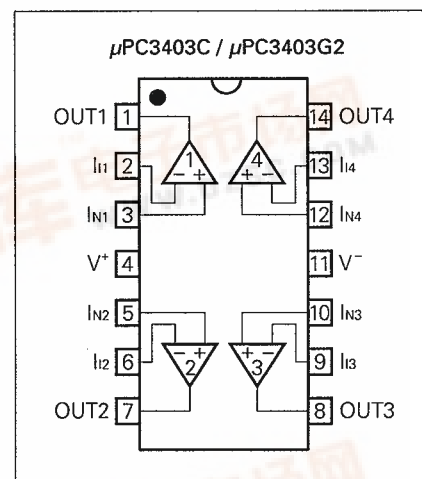 μPC3403C / μPC3403G2
OUT1 1 14 OUT4
1 4
II1 2 - + + - 13 II4
IN1 3 12 IN4
V+ 4 11 V-
IN2 5 10 IN3
II2 6 - + + - 9 II3
2 3
OUT2 7 8 OUT3